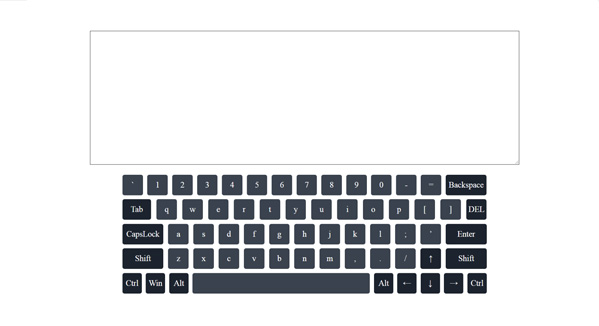 ` 1 2 3 4 5 6 7 8 9 0 - = Backspace
Tab q w e r t y u i o p [ ] DEL
CapsLock a s d f g h j k l ; ' Enter
Shift z x c v b n m , . / ↑ Shift
Ctrl Win Alt Alt ← ↓ → Ctrl